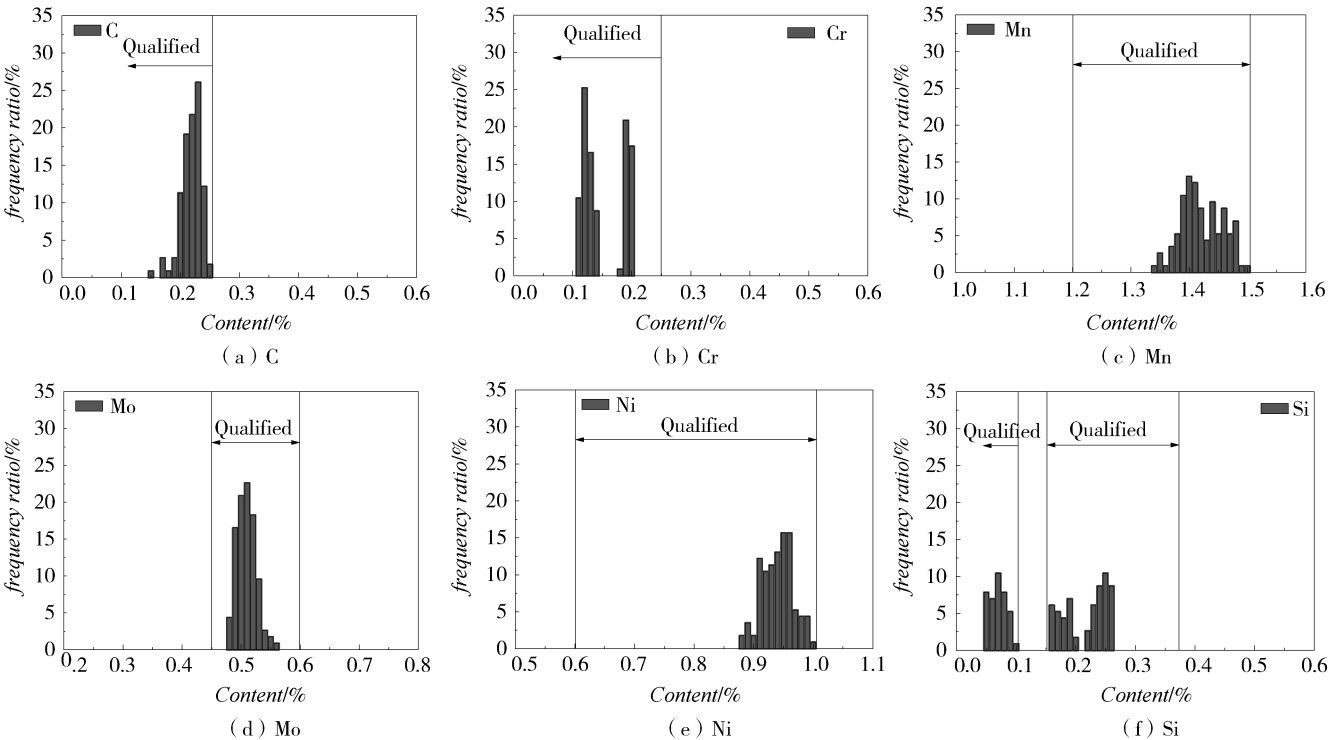 C
Qualified
frequency ratio/%
35
30
25
20
15
10
5
0
0.0 0.1 0.2 0.3 0.4 0.5 0.6
Content/%
( a ) C
Cr
Qualified
frequency ratio/%
35
30
25
20
15
10
5
0
0.0 0.1 0.2 0.3 0.4 0.5 0.6
Content/%
( b ) Cr
Mn
Qualified
frequency ratio/%
35
30
25
20
15
10
5
0
1.0 1.1 1.2 1.3 1.4 1.5 1.6
Content/%
( c ) Mn
Mo
Qualified
frequency ratio/%
35
30
25
20
15
10
5
0
0.2 0.3 0.4 0.5 0.6 0.7 0.8
Content/%
( d ) Mo
Ni
Qualified
frequency ratio/%
35
30
25
20
15
10
5
0
0.5 0.6 0.7 0.8 0.9 1.0 1.1
Content/%
( e ) Ni
Si
Qualified Qualified
frequency ratio/%
35
30
25
20
15
10
5
0
0.0 0.1 0.2 0.3 0.4 0.5 0.6
Content/%
( f ) Si